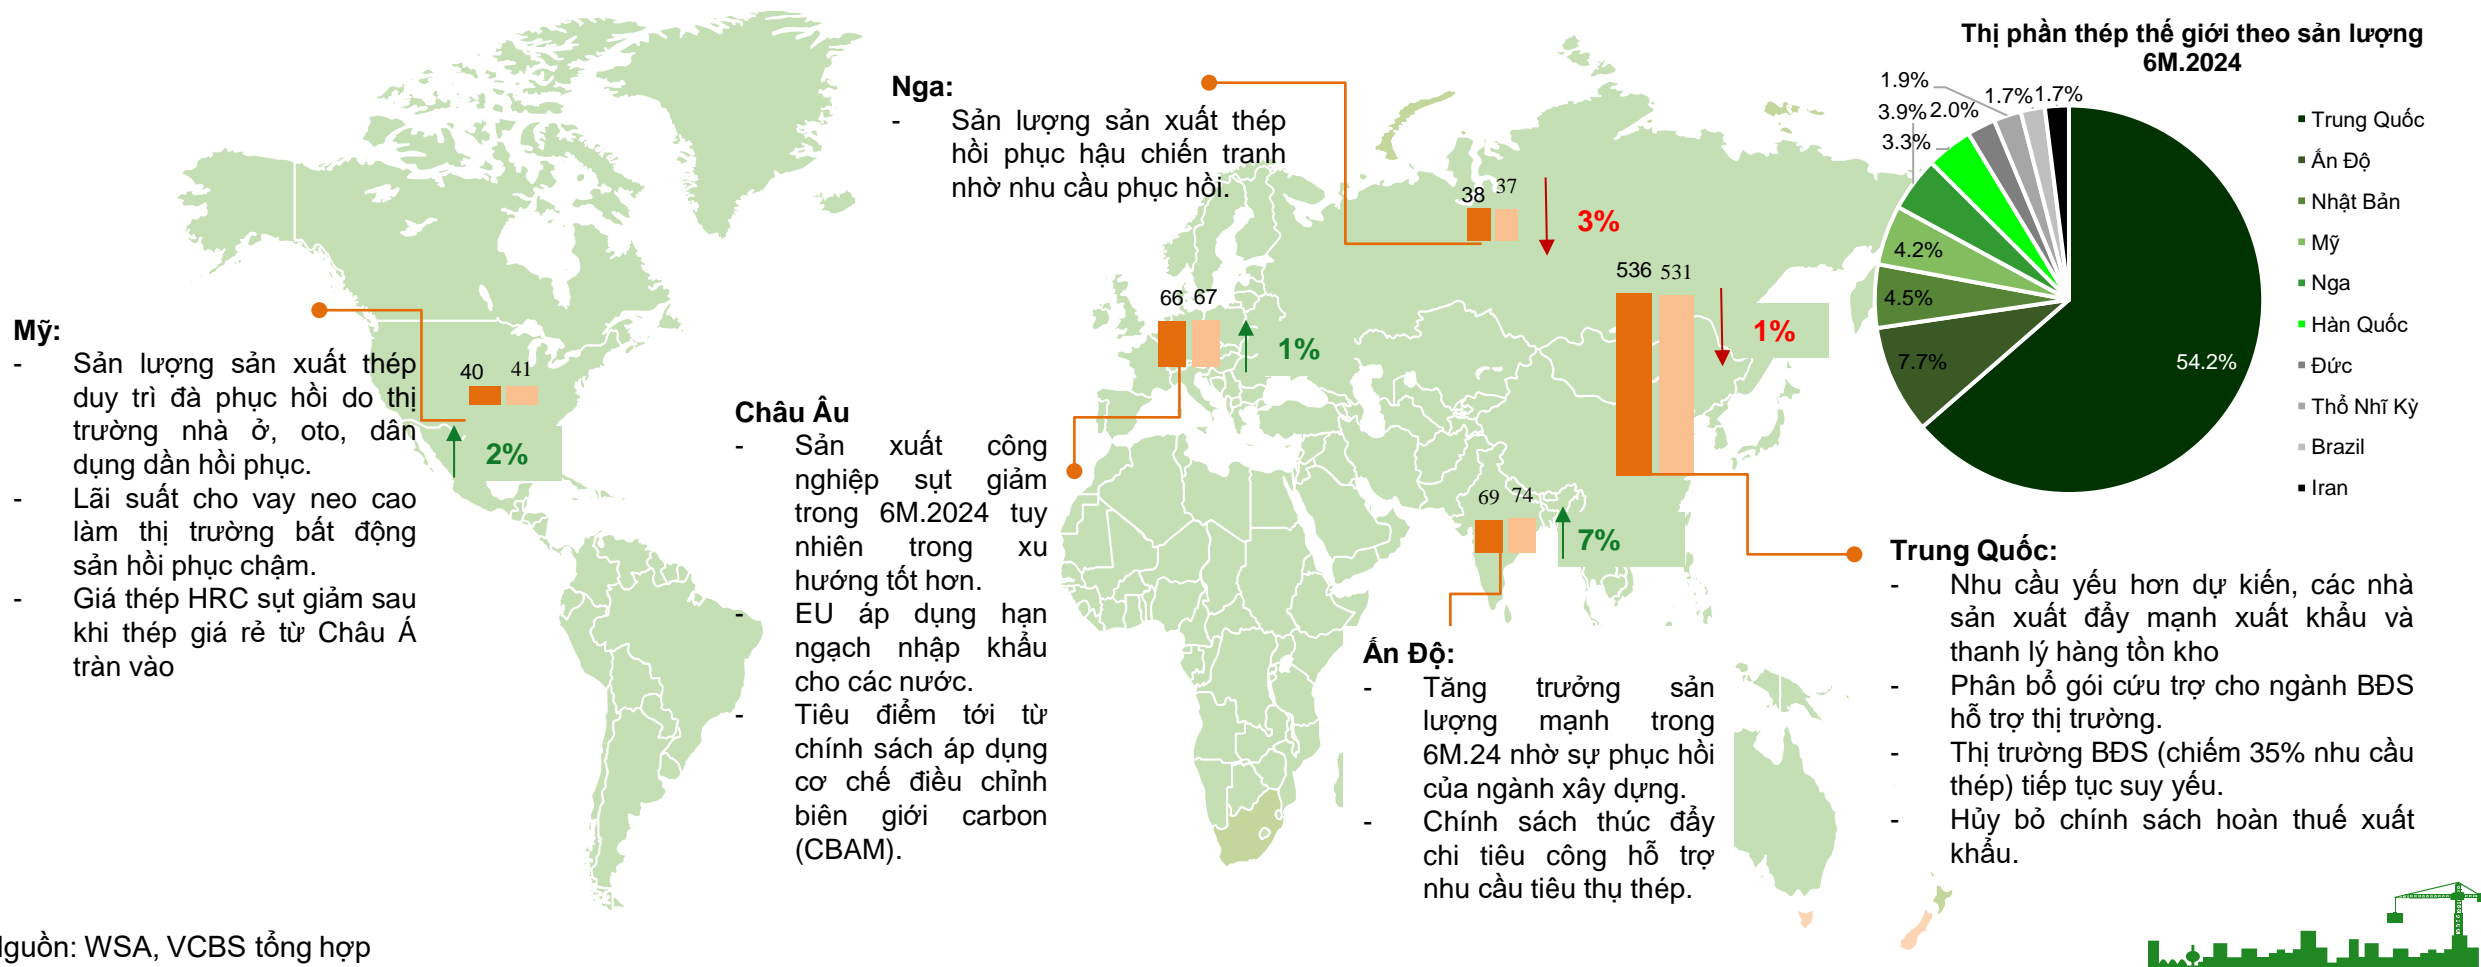 Thị phần thép thế giới theo sản lượng
6M.2024
1.9%
1.7%
1.7%
3.9%
2.0%
3.3%
4.2%
4.5%
7.7%
54.2%
Trung Quốc
Ấn Độ
Nhật Bản
Mỹ
Nga
Hàn Quốc
Đức
Thổ Nhĩ Kỳ
Brazil
Iran
Nga:
- Sản lượng sản xuất thép
hồi phục hậu chiến tranh
nhờ nhu cầu phục hồi.
38 37
3%
536 531
1%
66 67
1%
Mỹ:
- Sản lượng sản xuất thép
duy trì đà phục hồi do thị
trường nhà ở, oto, dân
dụng dần hồi phục.
- Lãi suất cho vay neo cao
làm thị trường bất động
sản hồi phục chậm.
- Giá thép HRC sụt giảm sau
khi thép giá rẻ từ Châu Á
tràn vào
40 41
2%
Châu Âu
- Sản xuất công
nghiệp sụt giảm
trong 6M.2024 tuy
nhiên trong xu
hướng tốt hơn.
- EU áp dụng hạn
ngạch nhập khẩu
cho các nước.
- Tiêu điểm tới từ
chính sách áp dụng
cơ chế điều chỉnh
biên giới carbon
(CBAM).
69 74
7%
Ấn Độ:
- Tăng trưởng sản
lượng mạnh trong
6M.24 nhờ sự phục hồi
của ngành xây dựng.
- Chính sách thúc đẩy
chi tiêu công hỗ trợ
nhu cầu tiêu thụ thép.
Trung Quốc:
- Nhu cầu yếu hơn dự kiến, các nhà
sản xuất đẩy mạnh xuất khẩu và
thanh lý hàng tồn kho
- Phân bổ gói cứu trợ cho ngành BĐS
hỗ trợ thị trường.
- Thị trường BĐS (chiếm 35% nhu cầu
thép) tiếp tục suy yếu.
- Hủy bỏ chính sách hoàn thuế xuất
khẩu.
Nguồn: WSA, VCBS tổng hợp